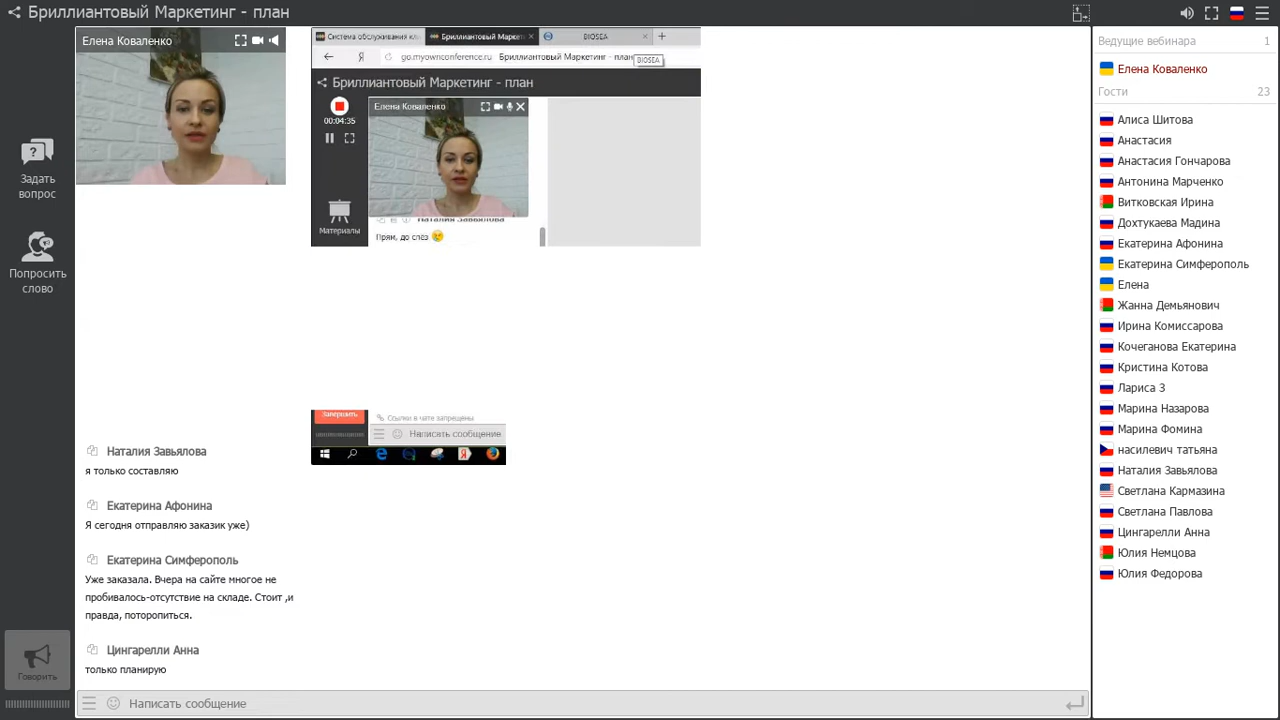 Бриллиантовый Маркетинг - план
Елена Коваленко
Система обслуживания кл
Бриллиантовый Маркет
BIOSEA
go.myownconference.ru
Бриллиантовый Маркетинг - план
BIOSEA
Бриллиантовый Маркетинг - план
00:04:35
Елена Коваленко
Материалы
Наталия Завьялова
Прям, до слёз
Завершить
Ссылки в чате запрещены
Написать сообщение
Задать
вопрос
Попросить
слово
Наталия Завьялова
я только составляю
Екатерина Афонина
Я сегодня отправляю заказик уже)
Екатерина Симферополь
Уже заказала. Вчера на сайте многое не
пробивалось-отсутствие на складе. Стоит ,и
правда, поторопиться.
Цингарелли Анна
только планирую
Говорить
Написать сообщение
Ведущие вебинара 1
Елена Коваленко
Гости 23
Алиса Шитова
Анастасия
Анастасия Гончарова
Антонина Марченко
Витковская Ирина
Дохтукаева Мадина
Екатерина Афонина
Екатерина Симферополь
Елена
Жанна Демьянович
Ирина Комиссарова
Кочеганова Екатерина
Кристина Котова
Лариса З
Марина Назарова
Марина Фомина
насилевич татьяна
Наталия Завьялова
Светлана Кармазина
Светлана Павлова
Цингарелли Анна
Юлия Немцова
Юлия Федорова